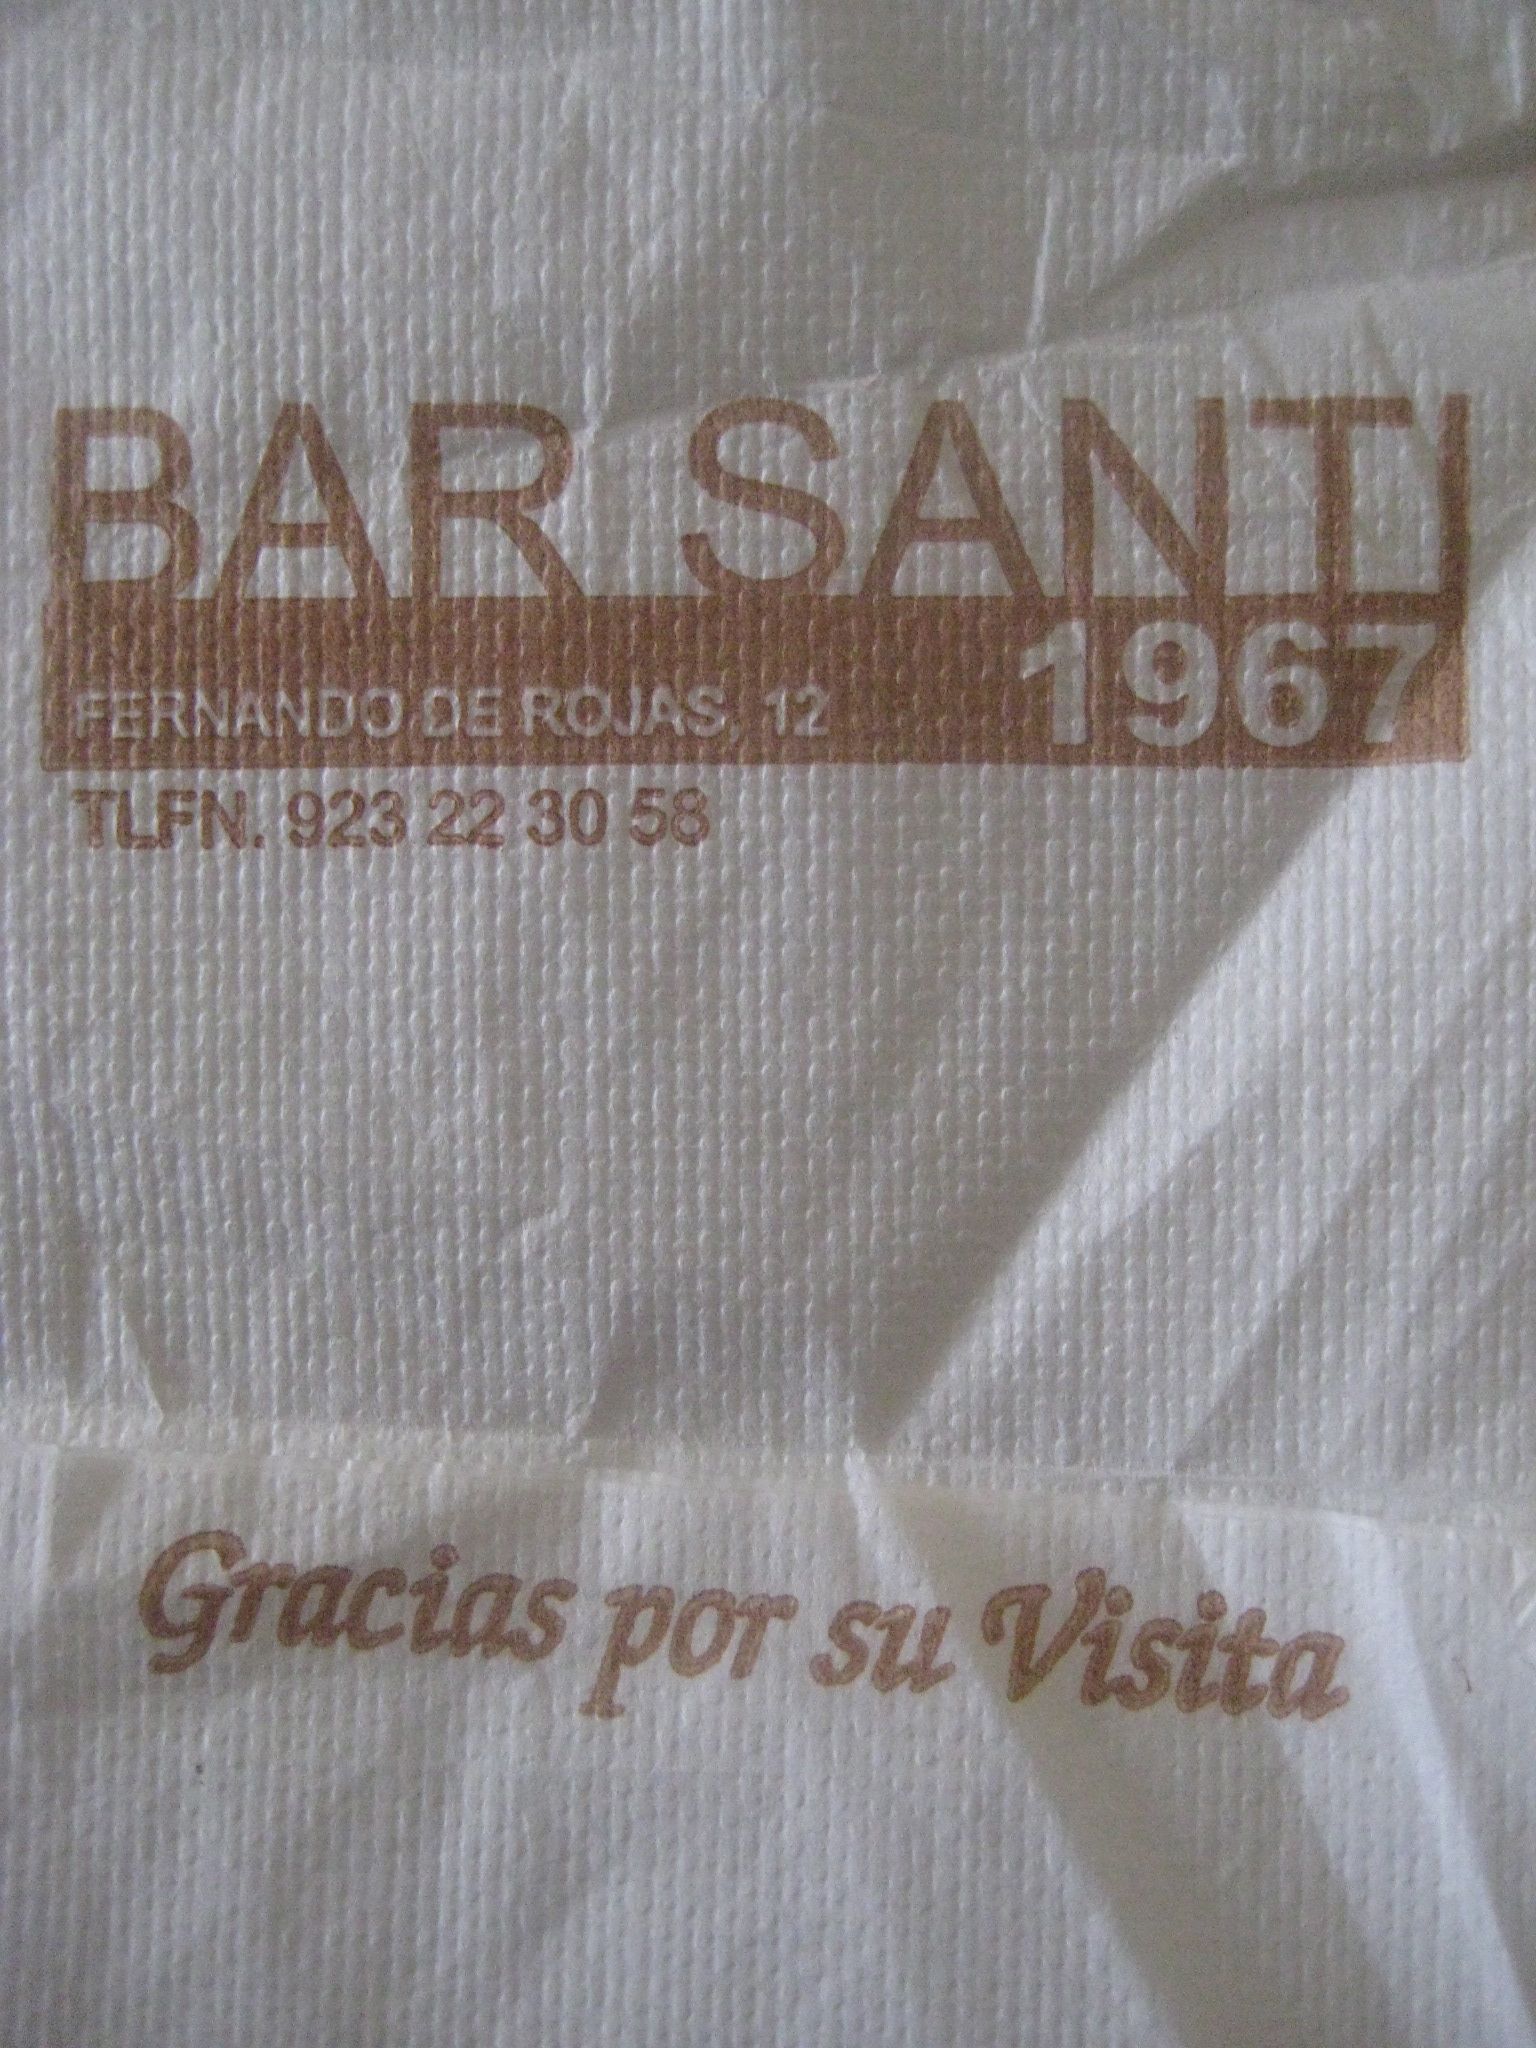 BAR SANTI
1967
FERNANDO DE ROJAS, 12
TLFN. 923 22 30 58
Gracias por su Visita